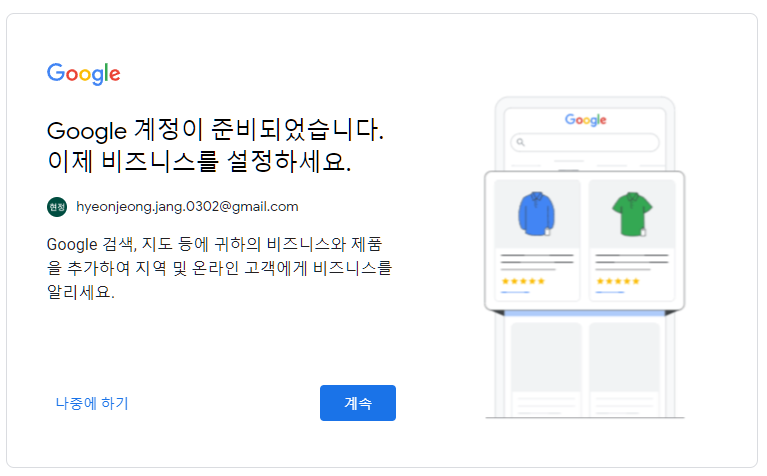 Google
Google 계정이 준비되었습니다.
이제 비즈니스를 설정하세요.
현정
hyeonjeong.jang.0302@gmail.com
Google 검색, 지도 등에 귀하의 비즈니스와 제품
을 추가하여 지역 및 온라인 고객에게 비즈니스를
알리세요.
나중에 하기
계속
Google